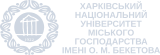 ХАРКІВСЬКИЙ
НАЦІОНАЛЬНИЙ
УНІВЕРСИТЕТ
МІСЬКОГО
ГОСПОДАРСТВА
ІМЕНІ О. М. БЕКЕТОВА